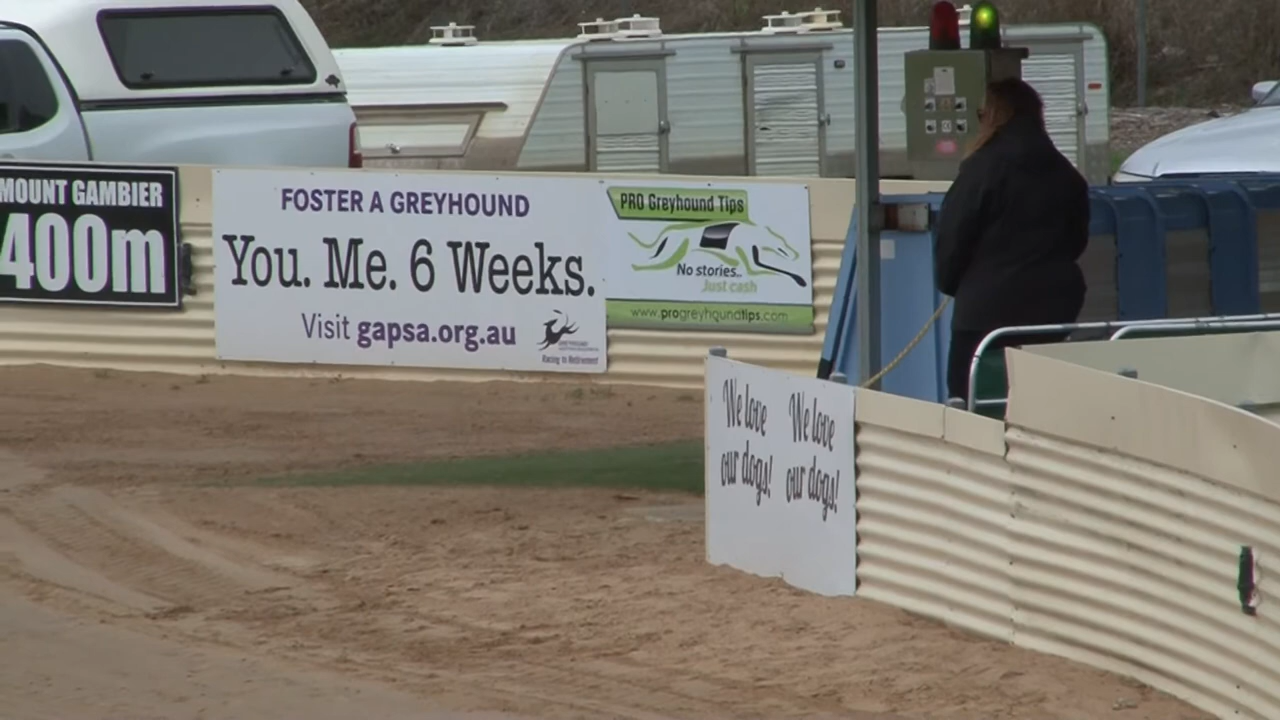 MOUNT GAMBIER
400m
FOSTER A GREYHOUND
You. Me. 6 Weeks.
Visit gapsa.org.au
Racing to Retirement
PRO Greyhound Tips
No stories..
Just cash
www.progreyhoundtips.com
We love
our dogs!
We love
our dogs!